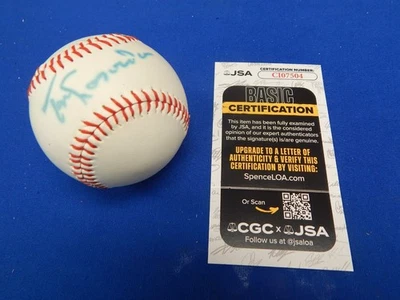 JSA
CERTIFICATION NUMBER:
CI07504
BASIC
CERTIFICATION
This item has been fully examined
by JSA, and it is the considered
opinion of our expert authenticators
that the signature(s) is/are genuine.
UPGRADE TO A LETTER OF
AUTHENTICITY & VERIFY THIS
CERTIFICATION BY VISITING:
SpenceLOA.com
Or Scan
CGC x JSA
Follow us at @jsaloa